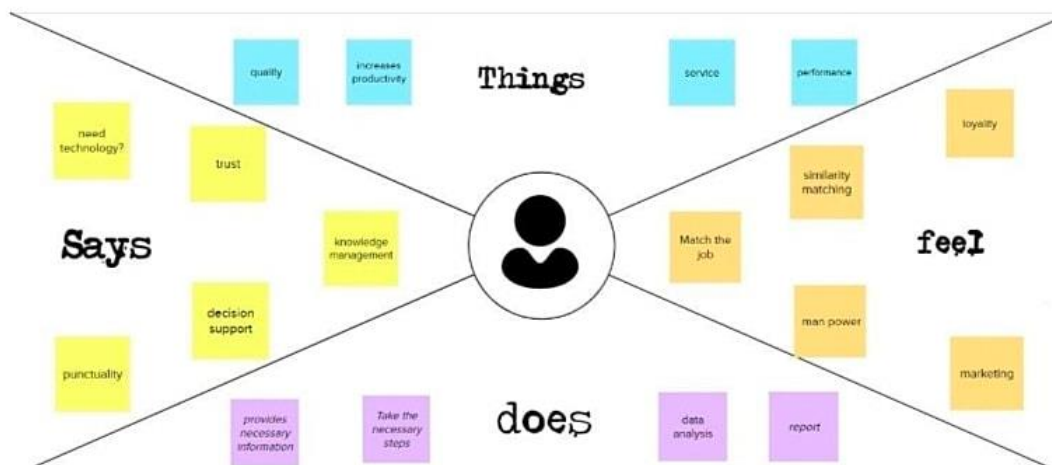 quality
increases
productivity
Things
service
performance
need
technology?
trust
knowledge
management
Says
decision
support
punctuality
loyality
similarity
matching
Match the
job
feel
man power
marketing
provides
necessary
information
Take the
necessary
steps
does
data
analysis
report